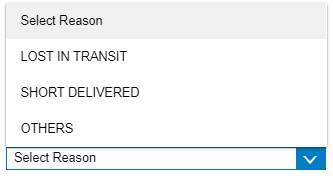 Select Reason
LOST IN TRANSIT
SHORT DELIVERED
OTHERS
Select Reason